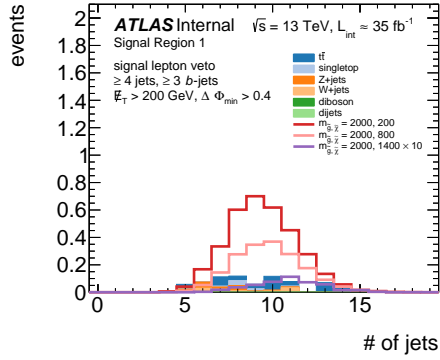 events
2
1.8
1.6
1.4
1.2
1
0.8
0.6
0.4
0.2
0
ATLAS Internal
Signal Region 1
√s = 13 TeV, L_int ≈ 35 fb⁻¹
signal lepton veto
≥ 4 jets, ≥ 3 b-jets
E̸_T > 200 GeV, Δ Φ_min > 0.4
tt̄
singletop
Z+jets
W+jets
diboson
dijets
m_g̃,χ̃ = 2000, 200
m_g̃,χ̃ = 2000, 800
m_g̃,χ̃ = 2000, 1400 × 10
0 5 10 15
# of jets